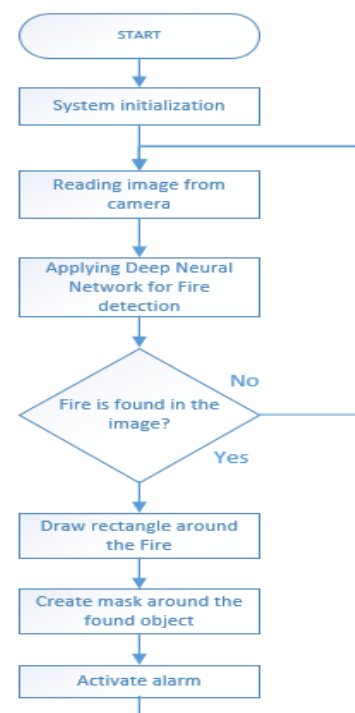 START
System initialization
Reading image from
camera
Applying Deep Neural
Network for Fire
detection
Fire is found in the
image?
No
Yes
Draw rectangle around
the Fire
Create mask around the
found object
Activate alarm